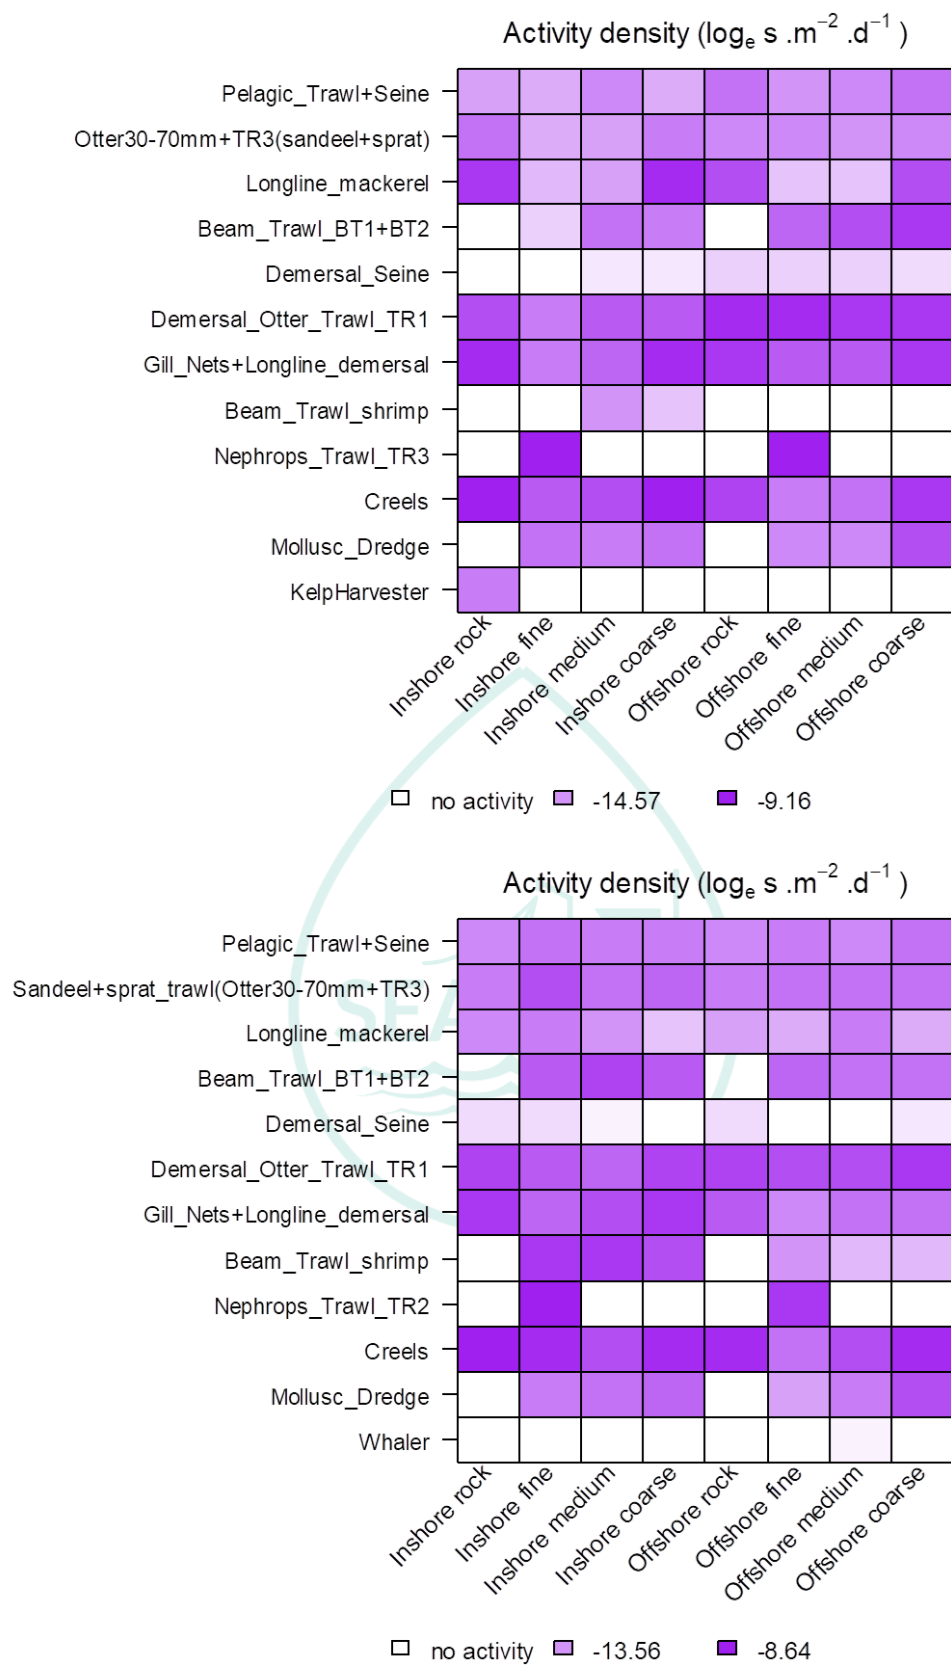 Activity density (logₑ s .m⁻² .d⁻¹ )
Pelagic_Trawl+Seine
Otter30-70mm+TR3(sandeel+sprat)
Longline_mackerel
Beam_Trawl_BT1+BT2
Demersal_Seine
Demersal_Otter_Trawl_TR1
Gill_Nets+Longline_demersal
Beam_Trawl_shrimp
Nephrops_Trawl_TR3
Creels
Mollusc_Dredge
KelpHarvester
Inshore rock
Inshore fine
Inshore medium
Inshore coarse
Offshore rock
Offshore fine
Offshore medium
Offshore coarse
no activity -14.57 -9.16
Activity density (logₑ s .m⁻² .d⁻¹ )
Pelagic_Trawl+Seine
Sandeel+sprat_trawl(Otter30-70mm+TR3)
Longline_mackerel
Beam_Trawl_BT1+BT2
Demersal_Seine
Demersal_Otter_Trawl_TR1
Gill_Nets+Longline_demersal
Beam_Trawl_shrimp
Nephrops_Trawl_TR2
Creels
Mollusc_Dredge
Whaler
Inshore rock
Inshore fine
Inshore medium
Inshore coarse
Offshore rock
Offshore fine
Offshore medium
Offshore coarse
no activity -13.56 -8.64